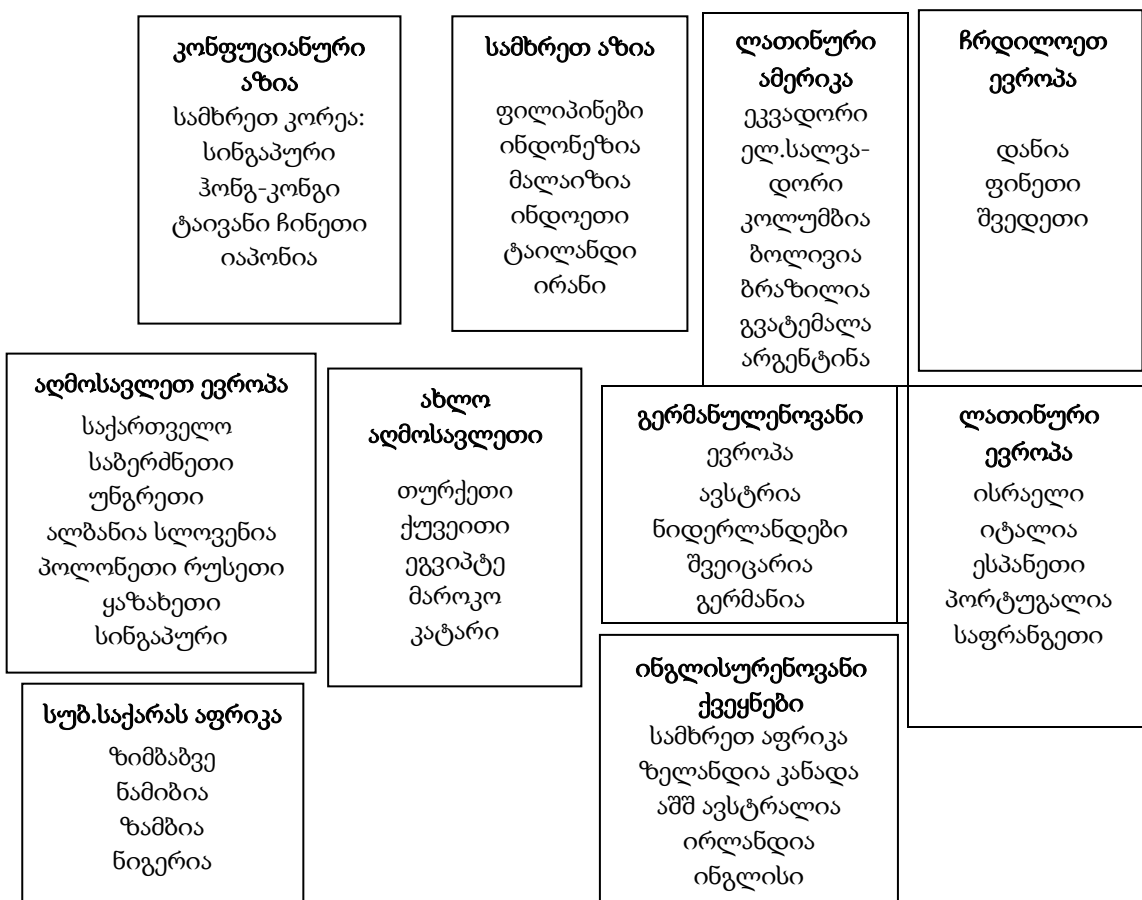 კონფუციანური
აზია
სამხრეთ კორეა:
სინგაპური
ჰონგ-კონგი
ტაივანი ჩინეთი
იაპონია
სამხრეთ აზია
ფილიპინები
ინდონეზია
მალაიზია
ინდოეთი
ტაილანდი
ირანი
ლათინური
ამერიკა
ეკვადორი
ელ.სალვა-
დორი
კოლუმბია
ბოლივია
ბრაზილია
გვატემალა
არგენტინა
ჩრდილოეთ
ევროპა
დანია
ფინეთი
შვედეთი
აღმოსავლეთ ევროპა
საქართველო
საბერძნეთი
უნგრეთი
ალბანია სლოვენია
პოლონეთი რუსეთი
ყაზახეთი
სინგაპური
ახლო
აღმოსავლეთი
თურქეთი
ქუვეითი
ეგვიპტე
მაროკო
კატარი
გერმანულენოვანი
ევროპა
ავსტრია
ნიდერლანდები
შვეიცარია
გერმანია
ლათინური
ევროპა
ისრაელი
იტალია
ესპანეთი
პორტუგალია
საფრანგეთი
სუბ.საქარას აფრიკა
ზიმბაბვე
ნამიბია
ზამბია
ნიგერია
ინგლისურენოვანი
ქვეყნები
სამხრეთ აფრიკა
ზელანდია კანადა
აშშ ავსტრალია
ირლანდია
ინგლისი